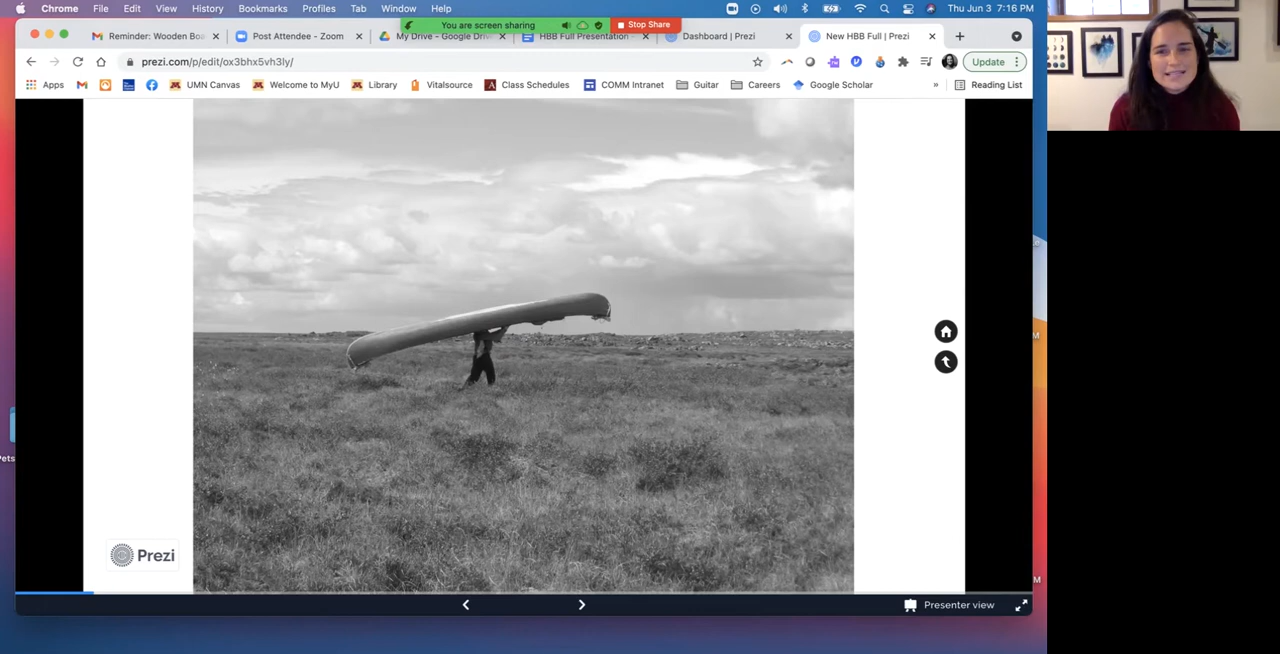 Chrome File Edit View History Bookmarks Profiles Tab Window Help Thu Jun 3 7:16 PM
You are screen sharing Stop Share
Reminder: Wooden Boa Post Attendee - Zoom My Drive - Google Driv HBB Full Presentation - Dashboard | Prezi New HBB Full | Prezi
prezi.com/p/edit/ox3bhx5vh3ly/ Update
Apps UMN Canvas Welcome to MyU Library Vitalsource Class Schedules COMM Intranet Guitar Careers Google Scholar » Reading List
M
Pets
Prezi
M
Presenter view